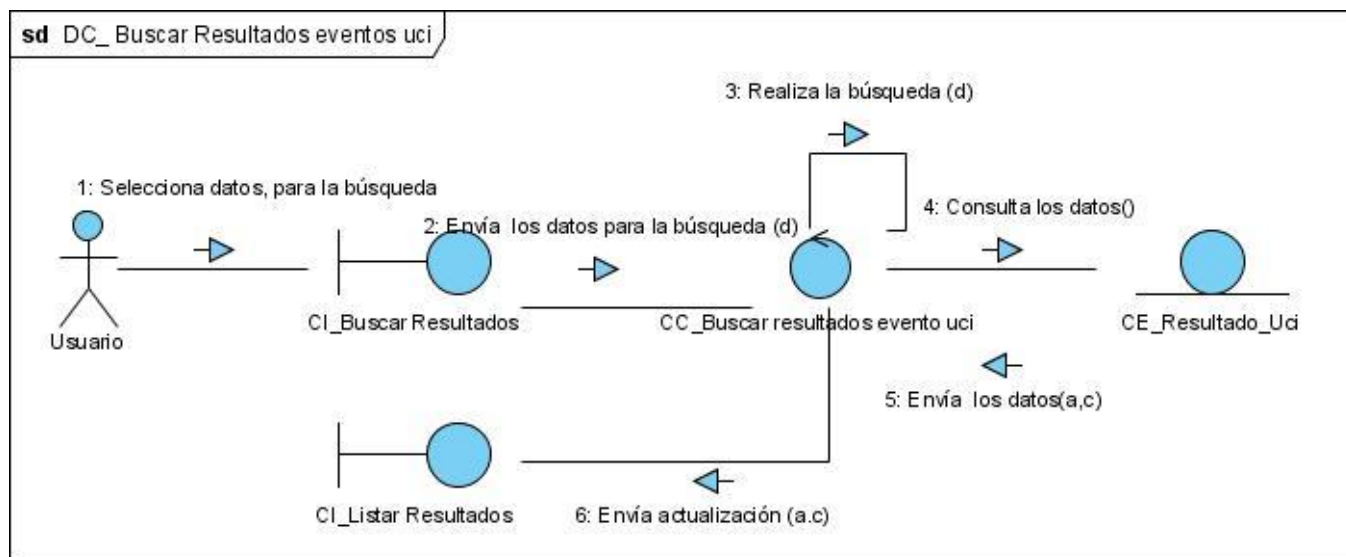 sd DC_ Buscar Resultados eventos uci
3: Realiza la búsqueda (d)
1: Selecciona datos, para la búsqueda
2: Envía los datos para la búsqueda (d)
4: Consulta los datos()
Usuario
CI_Buscar Resultados
CC_Buscar resultados evento uci
CE_Resultado_Uci
5: Envía los datos(a,c)
CI_Listar Resultados
6: Envía actualización (a.c)